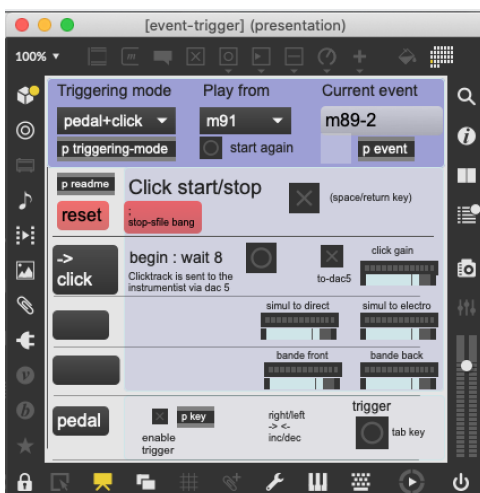 [event-trigger] (presentation)
100%
Triggering mode Play from Current event
pedal+click m91 m89-2
p triggering-mode start again p event
p readme Click start/stop (space/return key)
reset ; stop-sfile bang
-> begin : wait 8 click gain
click Clicktrack is sent to the
instrumentist via dac 5 to-dac5
simul to direct simul to electro
bande front bande back
pedal p key right/left trigger
-> <- tab key
enable inc/dec
trigger